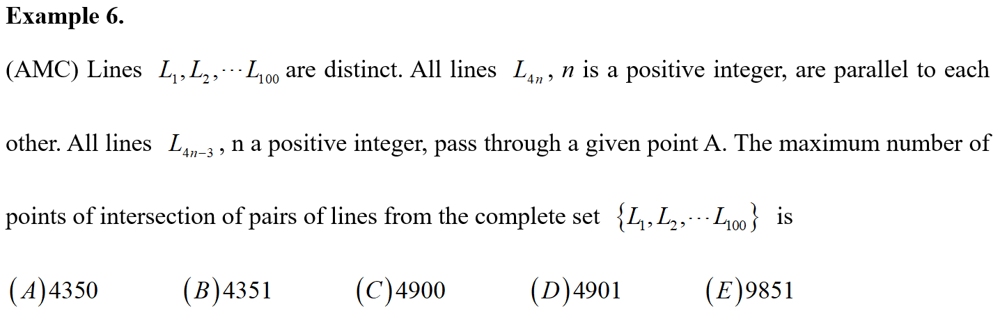 Example 6.
(AMC) Lines $L_1, L_2, \cdots L_{100}$ are distinct. All lines $L_{4n}$, $n$ is a positive integer, are parallel to each
other. All lines $L_{4n-3}$, n a positive integer, pass through a given point A. The maximum number of
points of intersection of pairs of lines from the complete set $\{L_1, L_2, \cdots L_{100}\}$ is
(A)4350 (B)4351 (C)4900 (D)4901 (E)9851